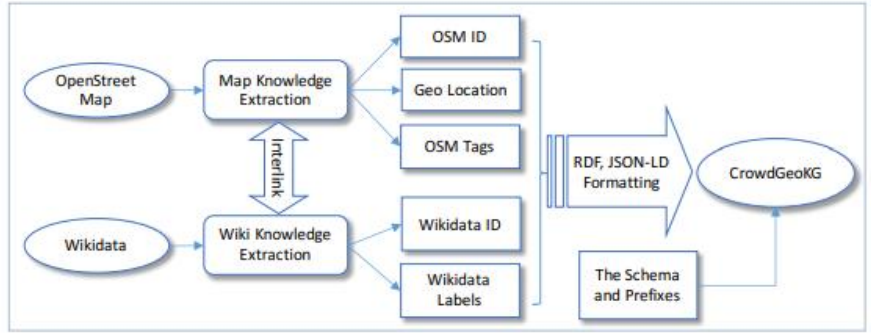 OpenStreet
Map
Map Knowledge
Extraction
OSM ID
Geo Location
OSM Tags
Interlink
Wikidata
Wiki Knowledge
Extraction
Wikidata ID
Wikidata
Labels
RDF, JSON-LD
Formatting
CrowdGeoKG
The Schema
and Prefixes